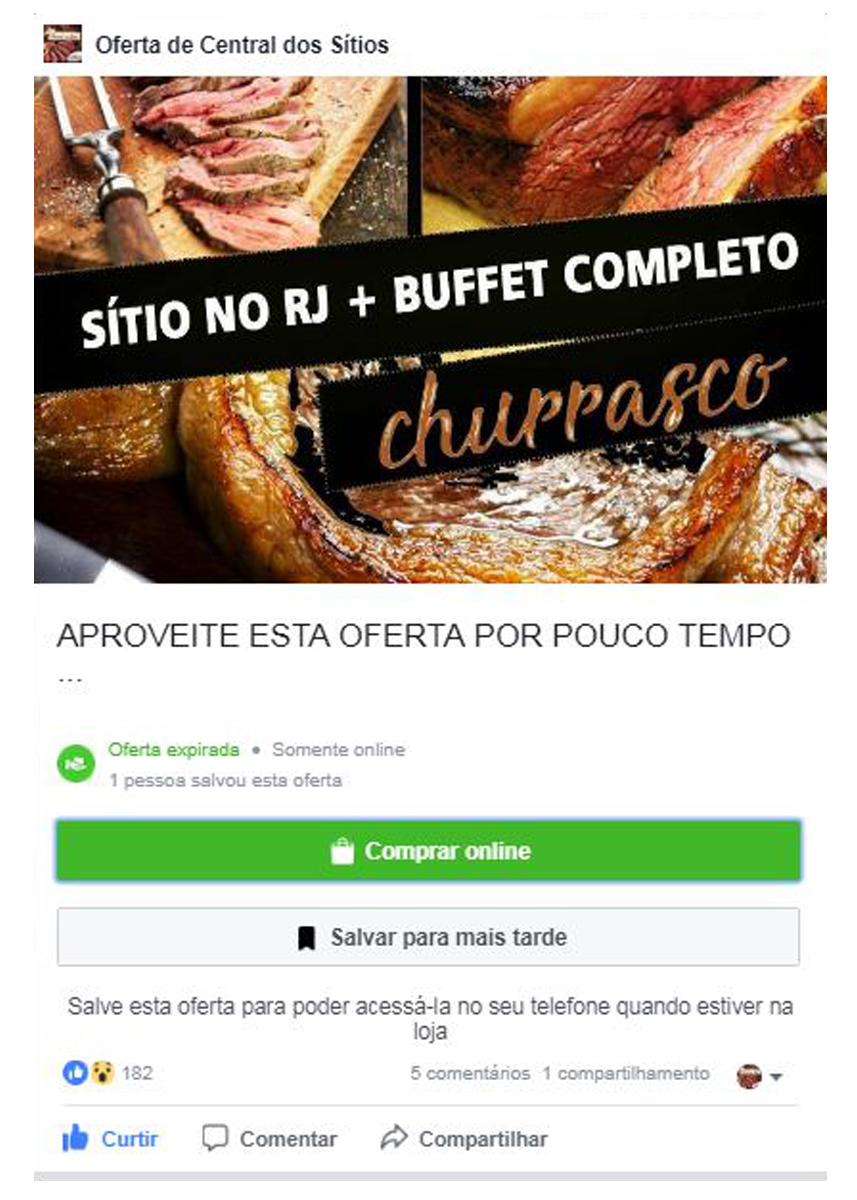 Oferta de Central dos Sítios
SÍTIO NO RJ + BUFFET COMPLETO
churrasco
APROVEITE ESTA OFERTA POR POUCO TEMPO
...
Oferta expirada • Somente online
1 pessoa salvou esta oferta
Comprar online
Salvar para mais tarde
Salve esta oferta para poder acessá-la no seu telefone quando estiver na
loja
182 5 comentários 1 compartilhamento
Curtir Comentar Compartilhar